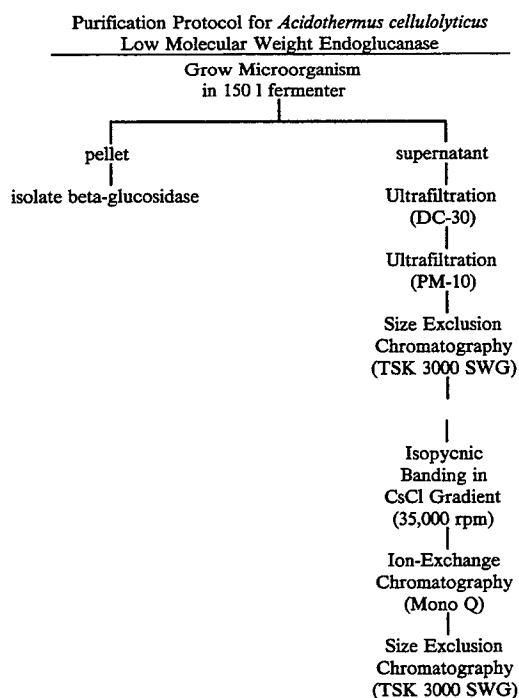 Purification Protocol for Acidothermus cellulolyticus
Low Molecular Weight Endoglucanase
Grow Microorganism
in 150 l fermenter
pellet
isolate beta-glucosidase
supernatant
Ultrafiltration
(DC-30)
Ultrafiltration
(PM-10)
Size Exclusion
Chromatography
(TSK 3000 SWG)
Isopycnic
Banding in
CsCl Gradient
(35,000 rpm)
Ion-Exchange
Chromatography
(Mono Q)
Size Exclusion
Chromatography
(TSK 3000 SWG)